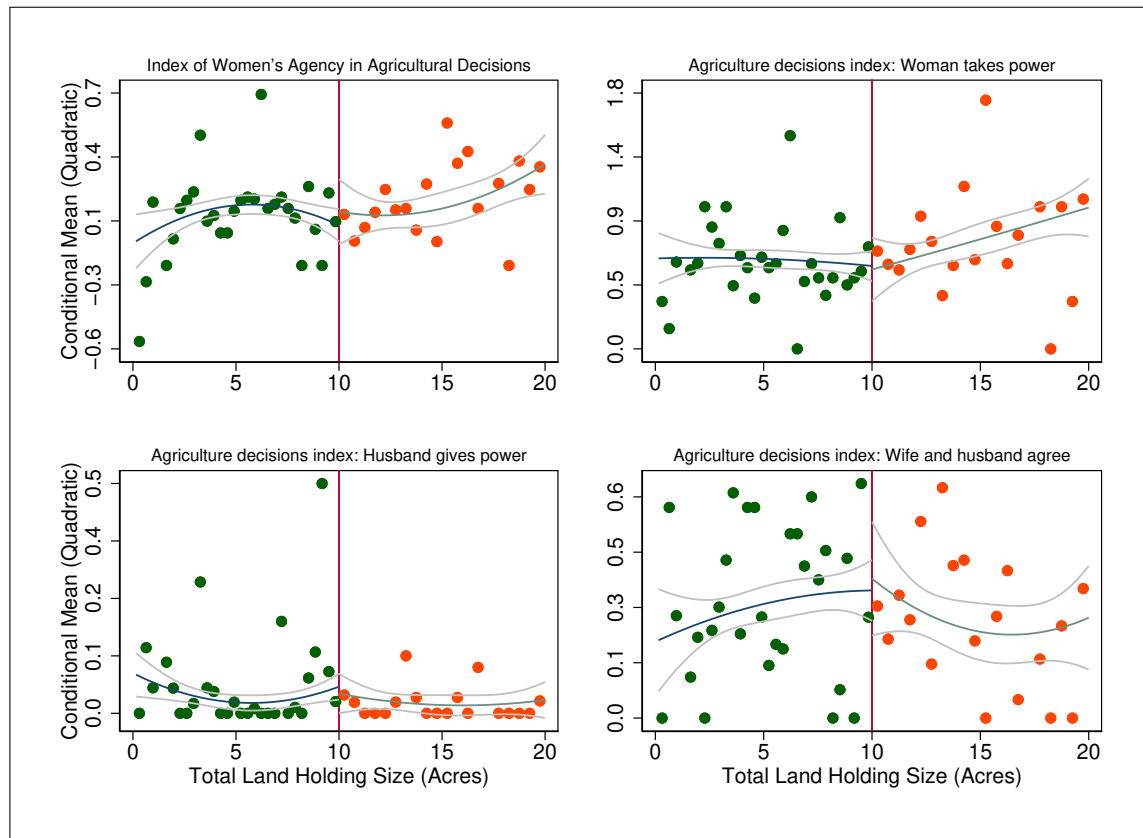 Index of Women's Agency in Agricultural Decisions
Conditional Mean (Quadratic)
0.7
0.4
0.1
−0.3
−0.6
0 5 10 15 20
Agriculture decisions index: Woman takes power
1.8
1.4
0.9
0.5
0.0
0 5 10 15 20
Agriculture decisions index: Husband gives power
Conditional Mean (Quadratic)
0.5
0.4
0.2
0.1
0.0
0 5 10 15 20
Total Land Holding Size (Acres)
Agriculture decisions index: Wife and husband agree
0.6
0.5
0.3
0.1
0.0
0 5 10 15 20
Total Land Holding Size (Acres)